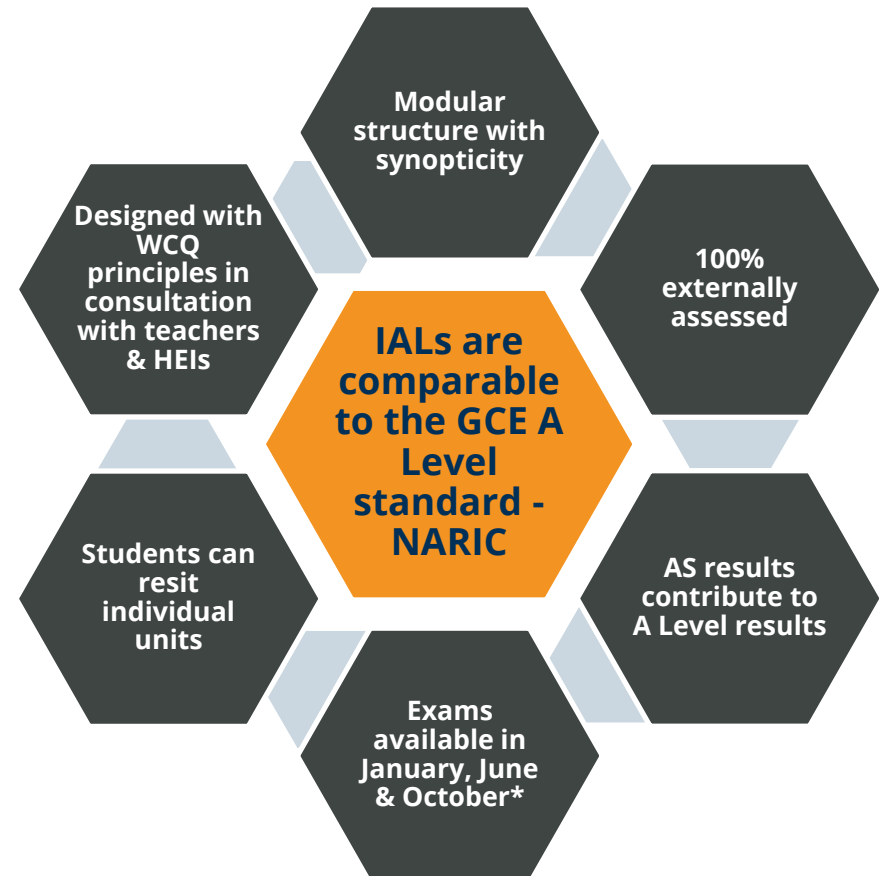 Modular
structure with
synopticity
Designed with
WCQ
principles in
consultation
with teachers
& HEIs
100%
externally
assessed
IALs are
comparable
to the GCE A
Level
standard -
NARIC
Students can
resit
individual
units
AS results
contribute to
A Level results
Exams
available in
January, June
& October*